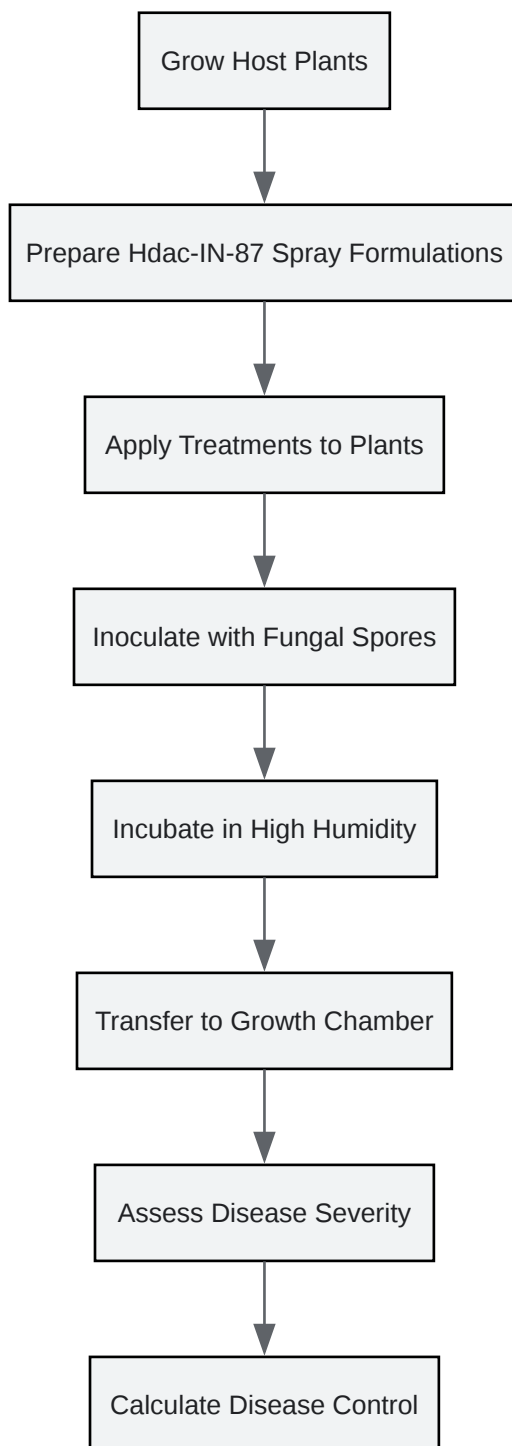 Grow Host Plants
Prepare Hdac-IN-87 Spray Formulations
Apply Treatments to Plants
Inoculate with Fungal Spores
Incubate in High Humidity
Transfer to Growth Chamber
Assess Disease Severity
Calculate Disease Control